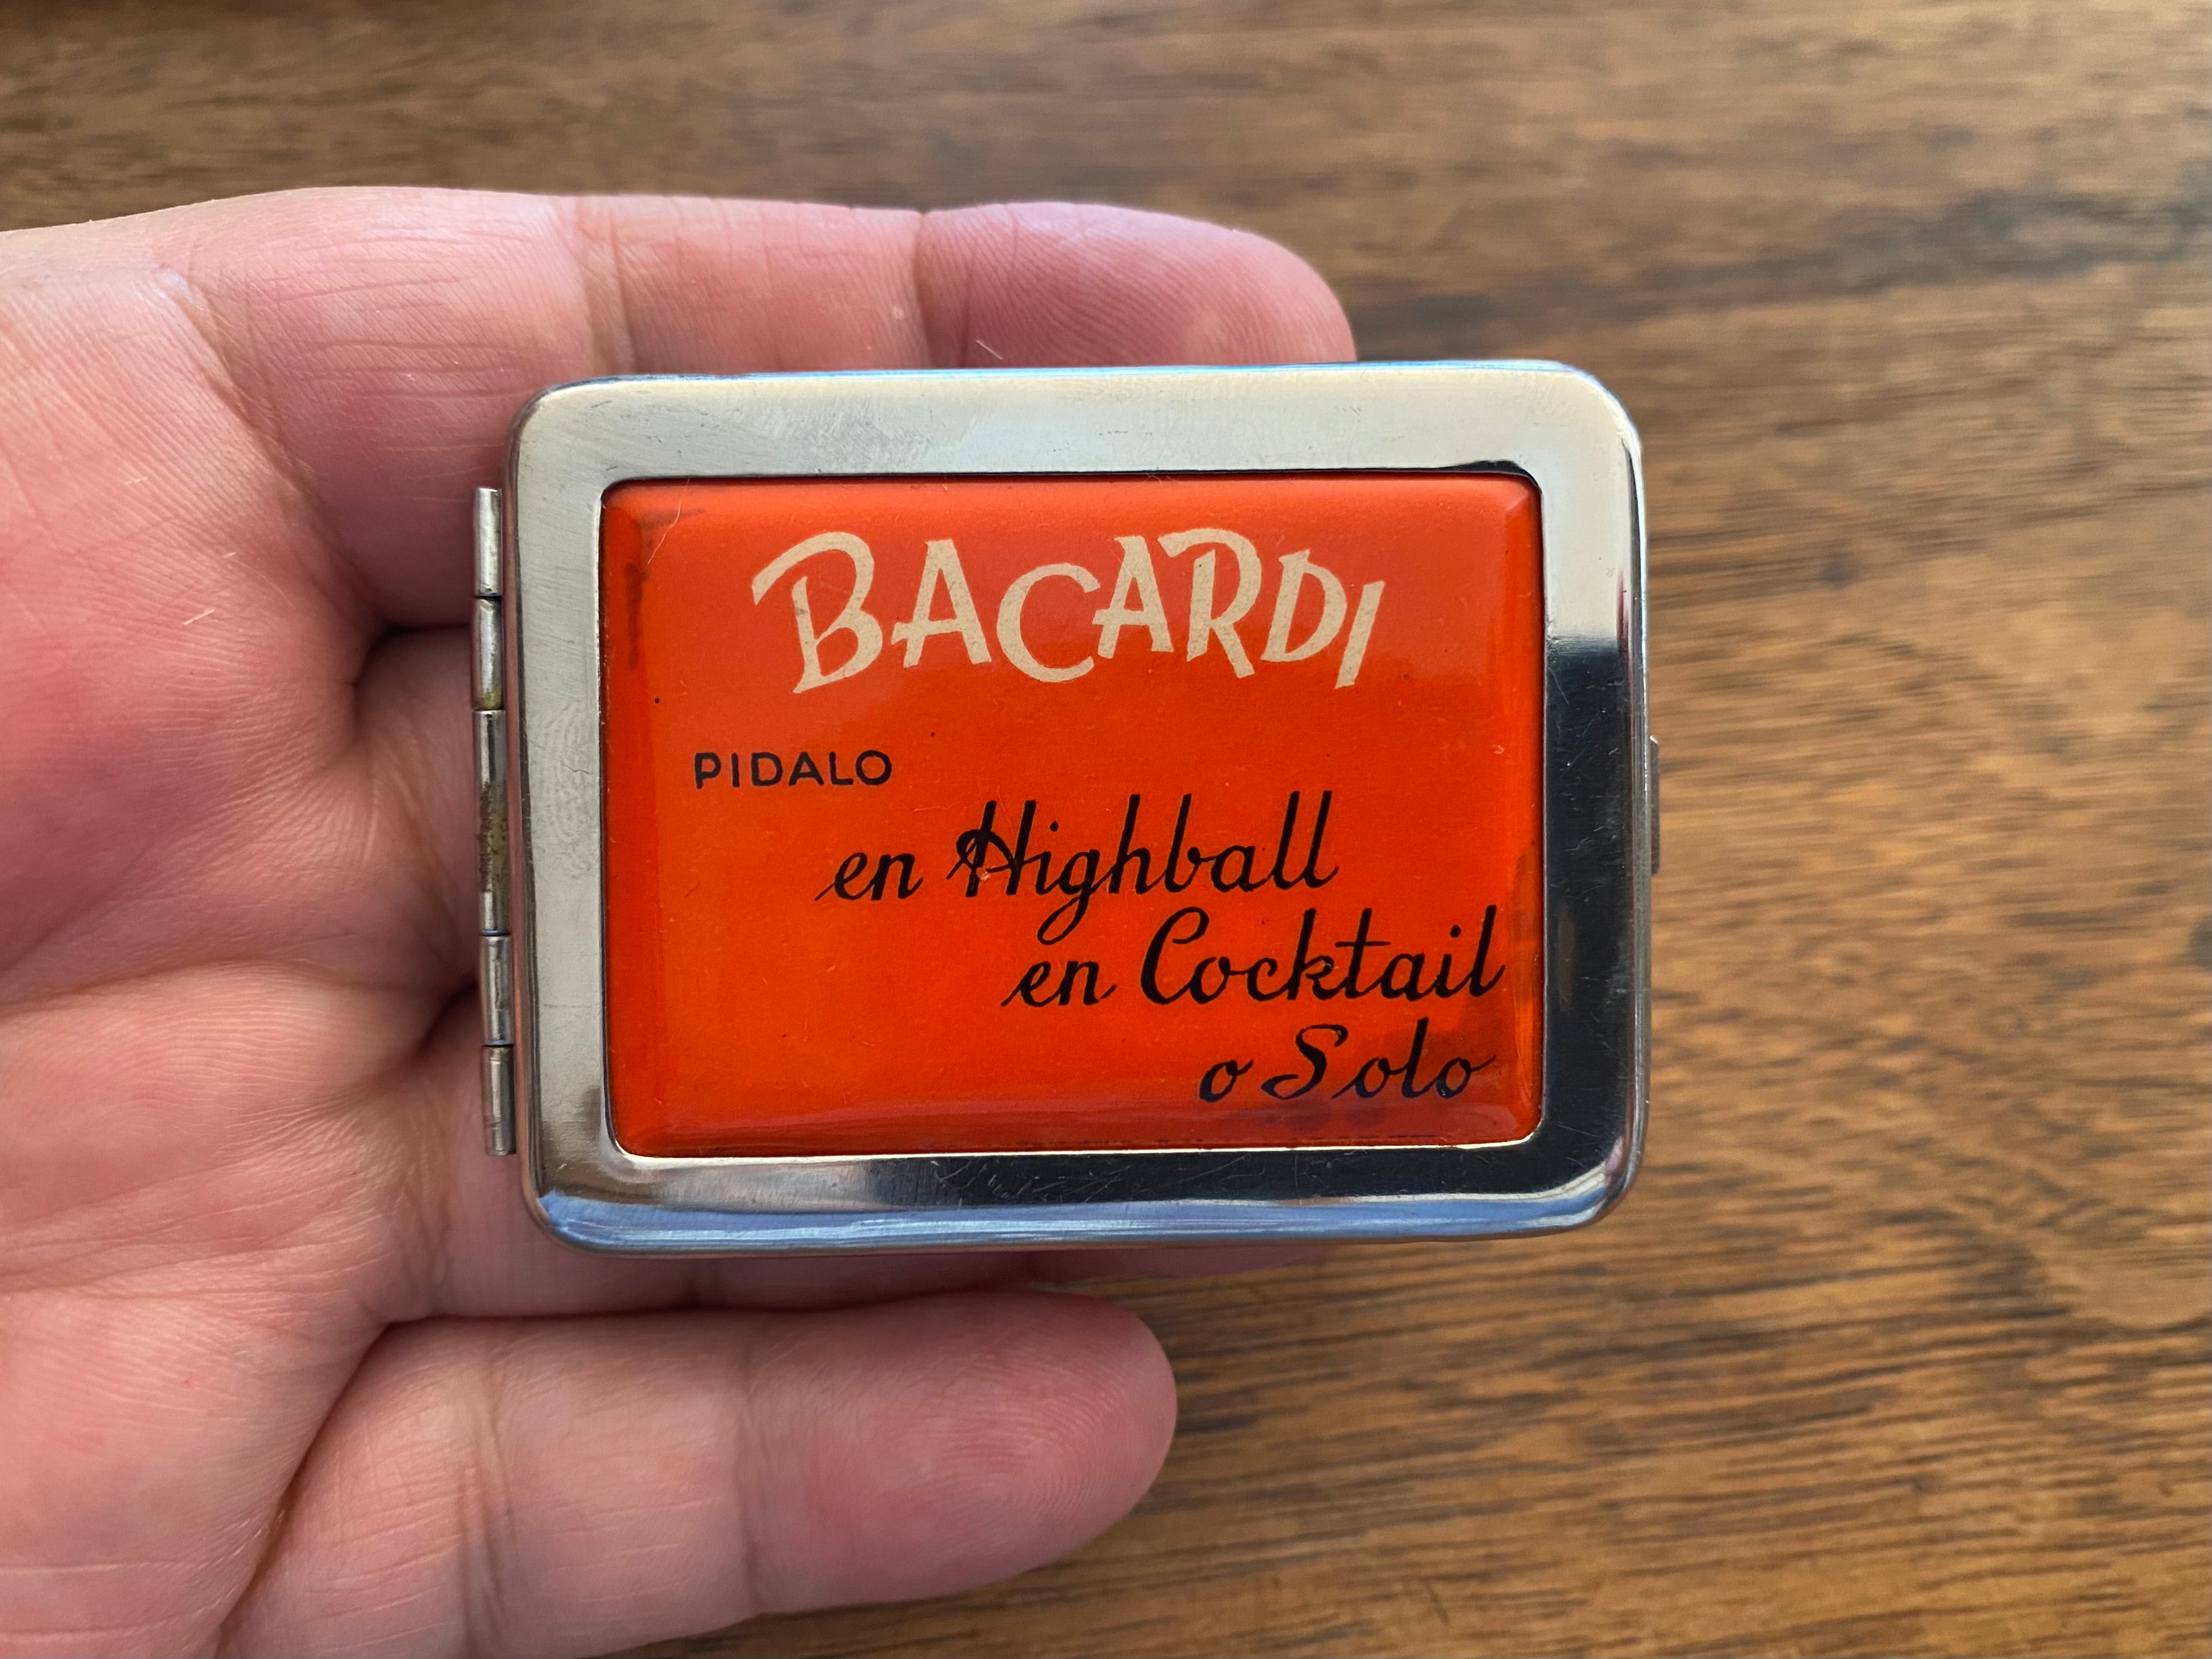 BACARDI
PIDALO
en Highball
en Cocktail
o Solo